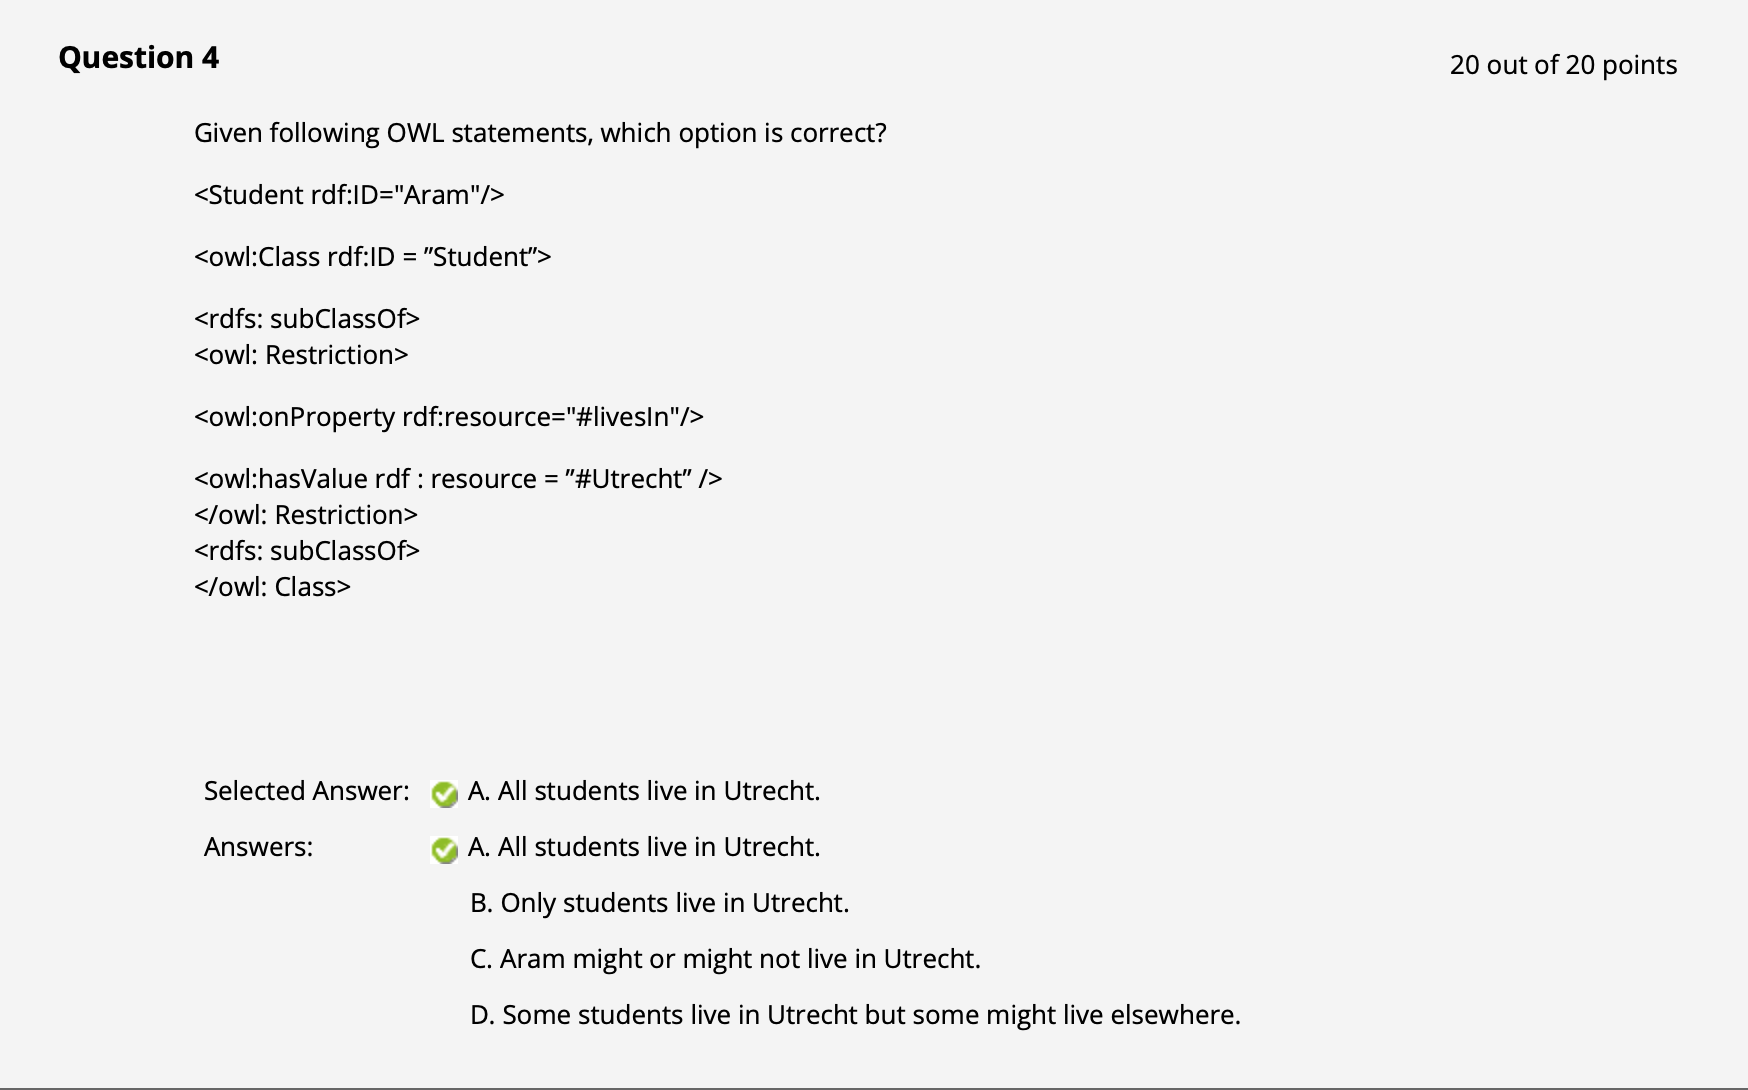 Question 4
20 out of 20 points
Given following OWL statements, which option is correct?
<Student rdf:ID="Aram"/>
<owl:Class rdf:ID = ”Student”>
<rdfs: subClassOf>
<owl: Restriction>
<owl:onProperty rdf:resource="#livesIn"/>
<owl:hasValue rdf : resource = ”#Utrecht” />
</owl: Restriction>
<rdfs: subClassOf>
</owl: Class>
Selected Answer: A. All students live in Utrecht.
Answers: A. All students live in Utrecht.
B. Only students live in Utrecht.
C. Aram might or might not live in Utrecht.
D. Some students live in Utrecht but some might live elsewhere.